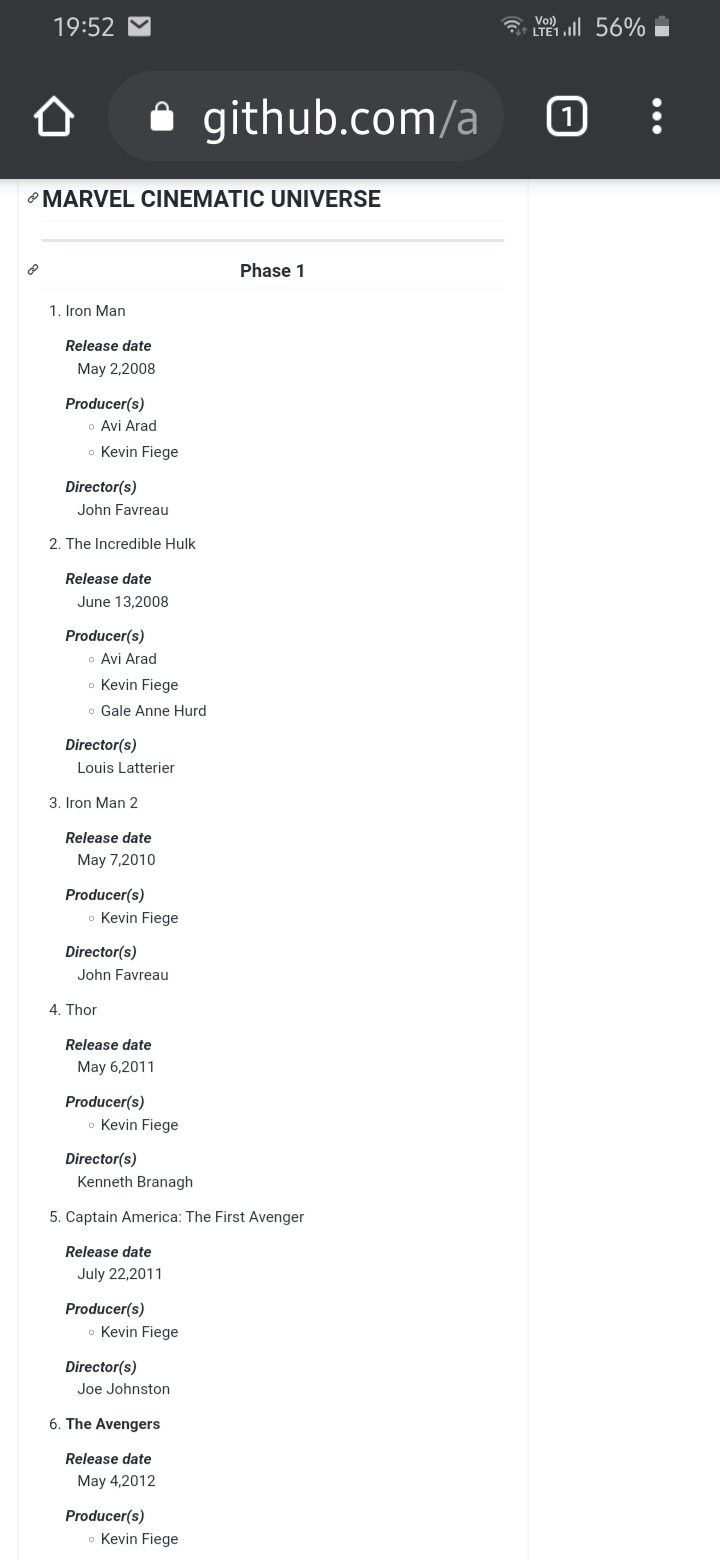 19:52
Vo)) LTE1 56%
github.com/a
1
MARVEL CINEMATIC UNIVERSE
Phase 1
1. Iron Man
Release date
May 2,2008
Producer(s)
○ Avi Arad
○ Kevin Fiege
Director(s)
John Favreau
2. The Incredible Hulk
Release date
June 13,2008
Producer(s)
○ Avi Arad
○ Kevin Fiege
○ Gale Anne Hurd
Director(s)
Louis Latterier
3. Iron Man 2
Release date
May 7,2010
Producer(s)
○ Kevin Fiege
Director(s)
John Favreau
4. Thor
Release date
May 6,2011
Producer(s)
○ Kevin Fiege
Director(s)
Kenneth Branagh
5. Captain America: The First Avenger
Release date
July 22,2011
Producer(s)
○ Kevin Fiege
Director(s)
Joe Johnston
6. The Avengers
Release date
May 4,2012
Producer(s)
○ Kevin Fiege